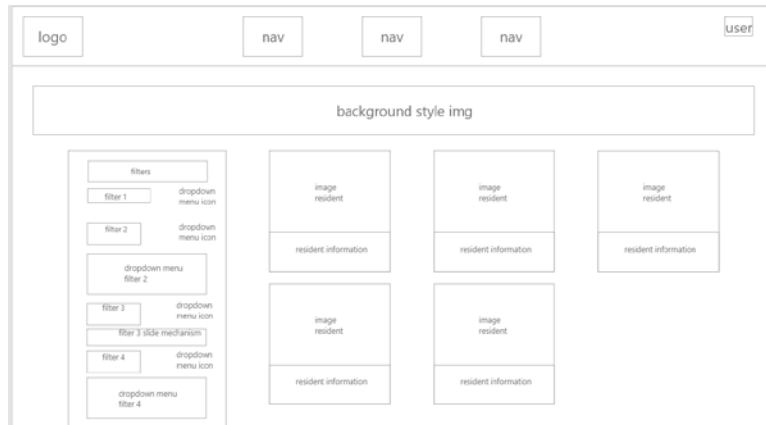 logo
nav
nav
nav
user
background style img
filters
filter 1
dropdown
menu icon
filter 2
dropdown
menu icon
dropdown menu
filter 2
filter 3
dropdown
menu icon
filter 3 slide mechanism
filter 4
dropdown
menu icon
dropdown menu
filter 4
image
resident
resident information
image
resident
resident information
image
resident
resident information
image
resident
resident information
image
resident
resident information